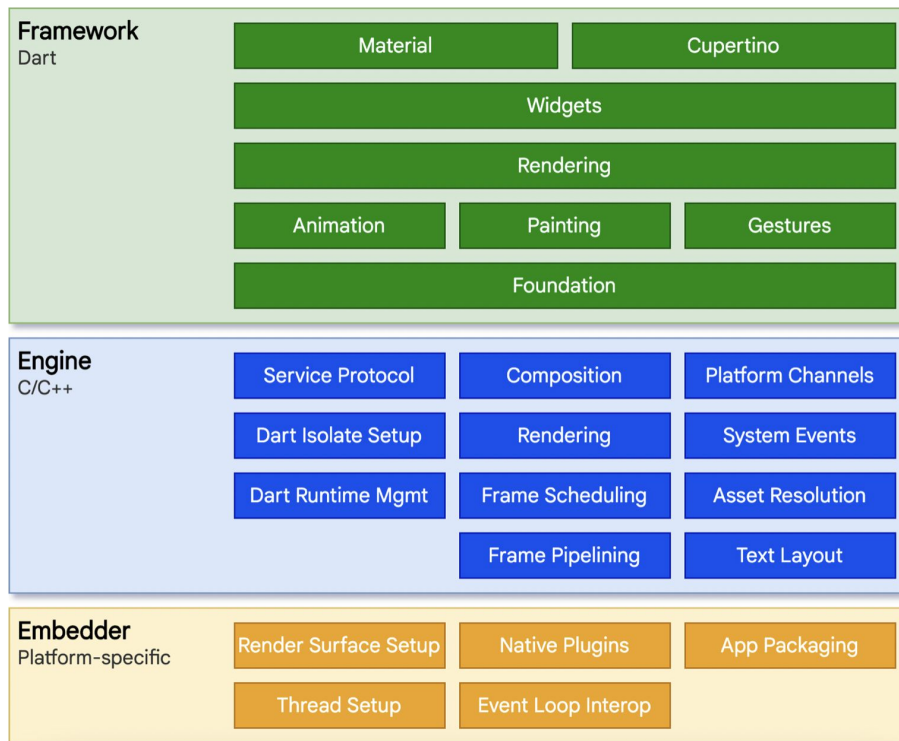 Framework
Dart
Material
Cupertino
Widgets
Rendering
Animation
Painting
Gestures
Foundation
Engine
C/C++
Service Protocol
Composition
Platform Channels
Dart Isolate Setup
Rendering
System Events
Dart Runtime Mgmt
Frame Scheduling
Asset Resolution
Frame Pipelining
Text Layout
Embedder
Platform-specific
Render Surface Setup
Native Plugins
App Packaging
Thread Setup
Event Loop Interop